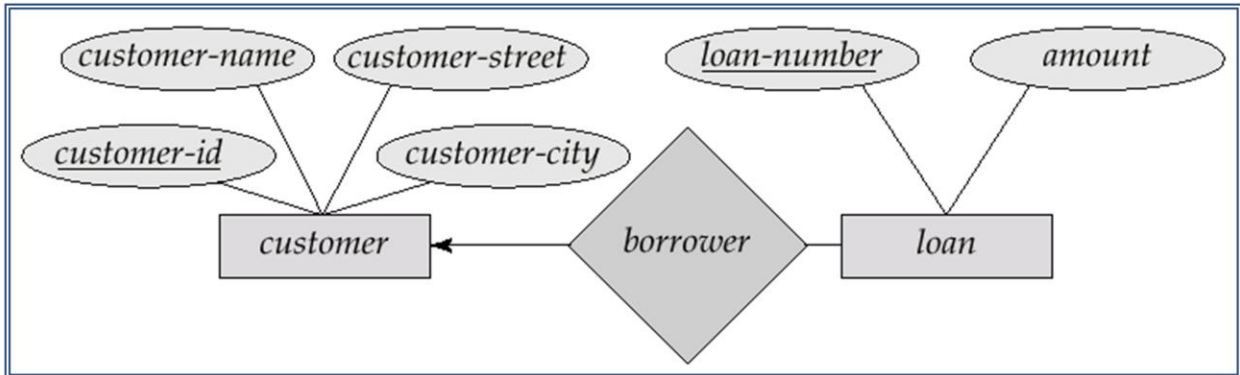 customer-name
customer-street
loan-number
amount
customer-id
customer-city
customer
borrower
loan